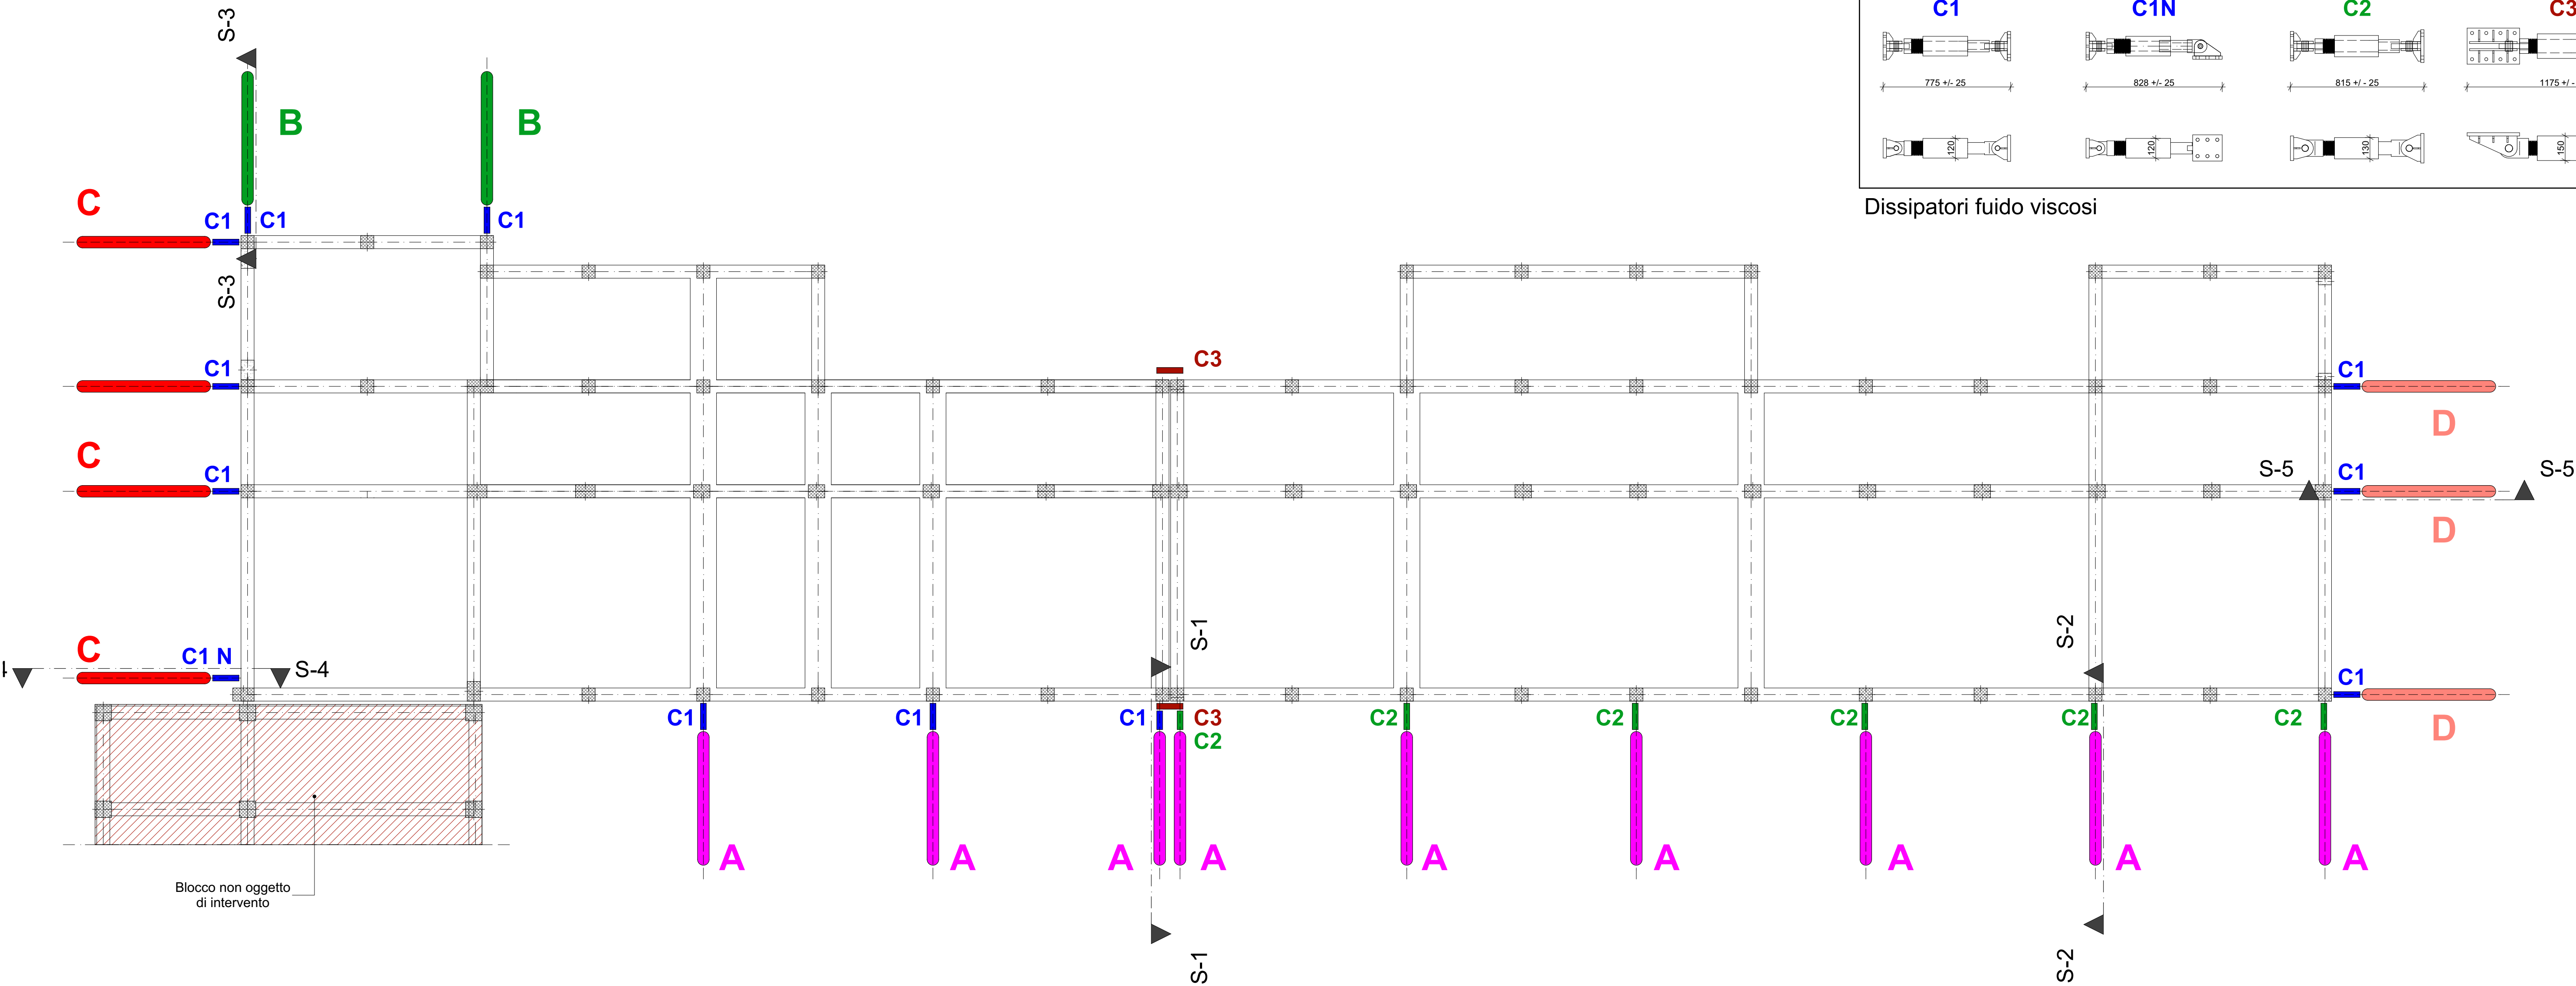 S-3
C1
C1N
C2
C3
775 +/- 25
828 +/- 25
815 +/- 25
1175 +/ -
120
120
130
150
Dissipatori fuido viscosi
B
B
C
C1
C1
C1
S-3
C1
C3
C1
D
C
C1
S-5
C1
S-5
D
S-1
S-2
C
C1 N
S-4
C1
D
C1
C1
C1
C3
C2
C2
C2
C2
C2
C2
A
A
A
A
A
A
A
A
A
Blocco non oggetto
di intervento
S-1
S-2